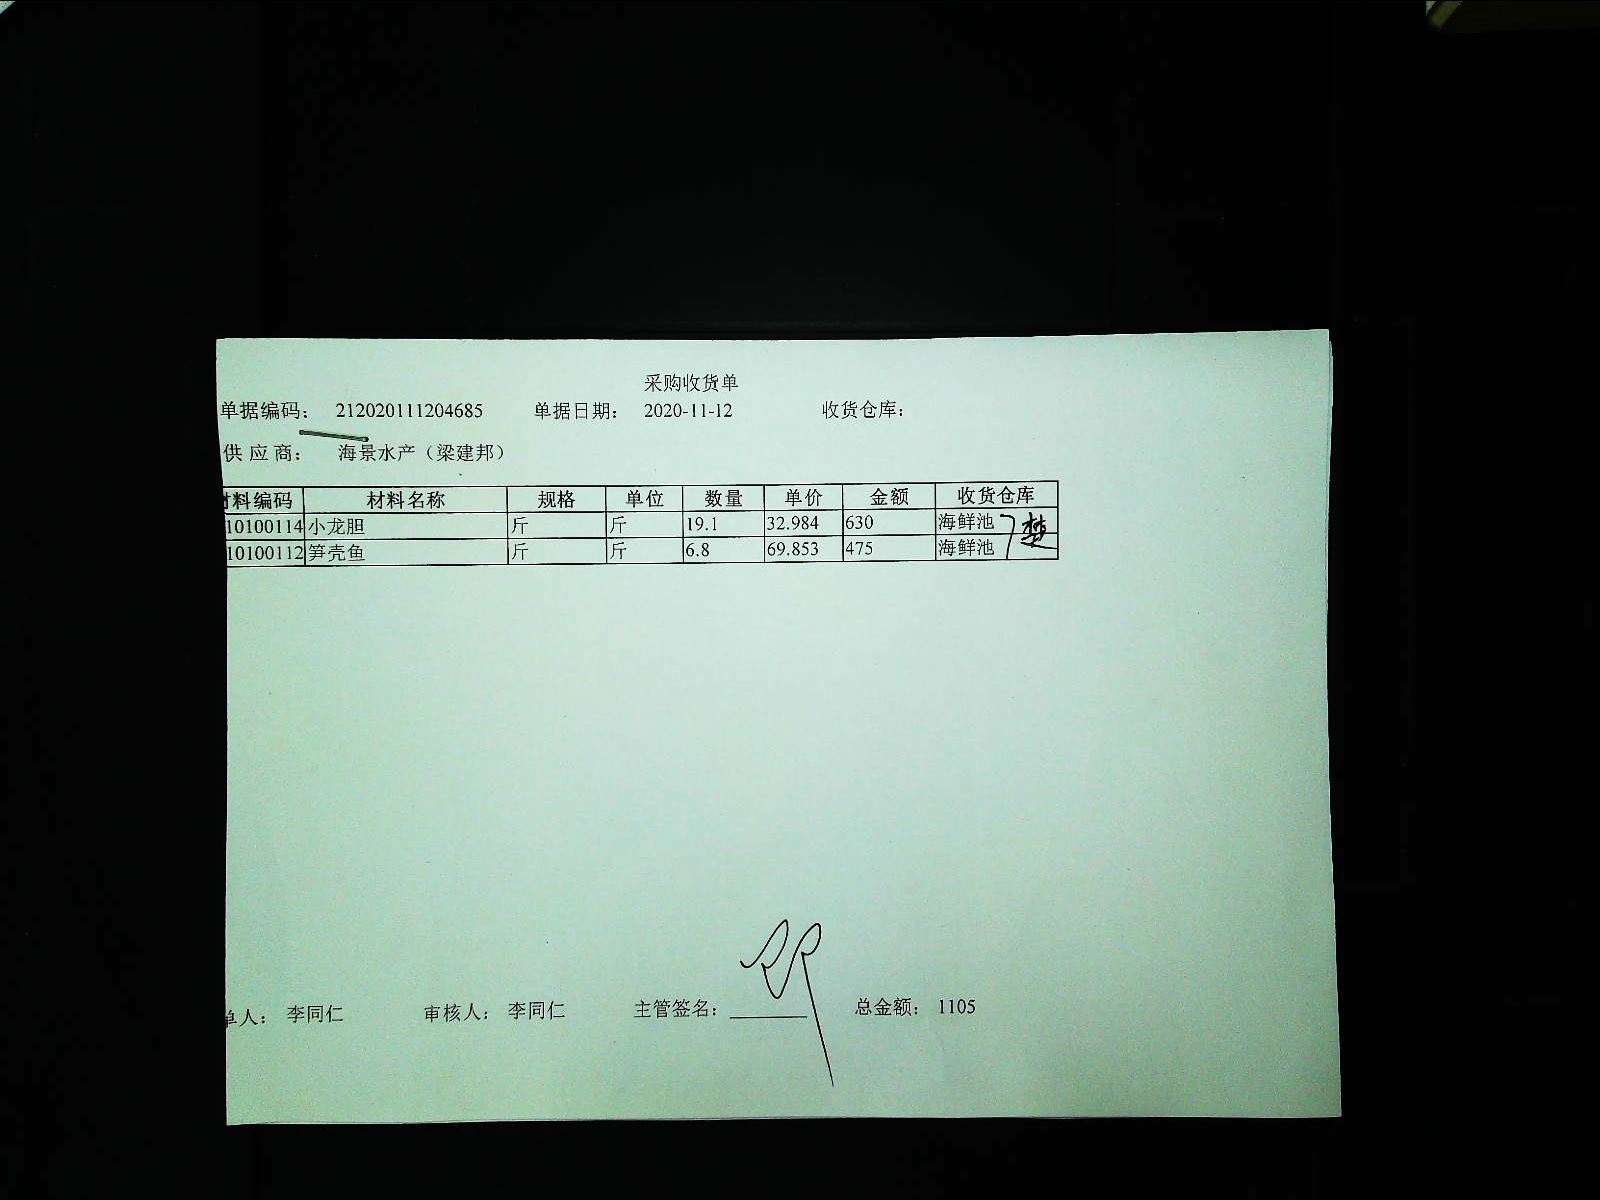 采购收货单
单据编码： 212020111204685 单据日期： 2020-11-12 收货仓库：
供应商： 海景水产（梁建邦）
材料编码 材料名称 规格 单位 数量 单价 金额 收货仓库
10100114 小龙胆 斤 斤 19.1 32.984 630 海鲜池
10100112 笋壳鱼 斤 斤 6.8 69.853 475 海鲜池
单人： 李同仁 审核人： 李同仁 主管签名： 总金额： 1105